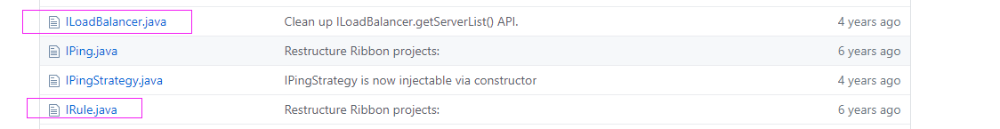 ILoadBalancer.java Clean up ILoadBalancer.getServerList() API. 4 years ago
IPing.java Restructure Ribbon projects: 6 years ago
IPingStrategy.java IPingStrategy is now injectable via constructor 4 years ago
IRule.java Restructure Ribbon projects: 6 years ago